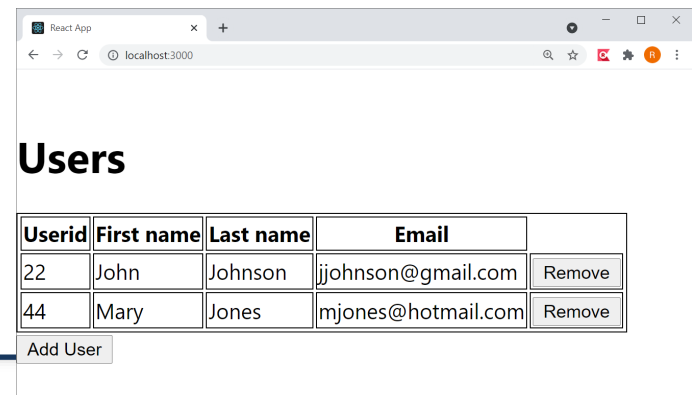 React App
localhost:3000
R
Users
Userid First name Last name Email
22 John Johnson jjohnson@gmail.com Remove
44 Mary Jones mjones@hotmail.com Remove
Add User